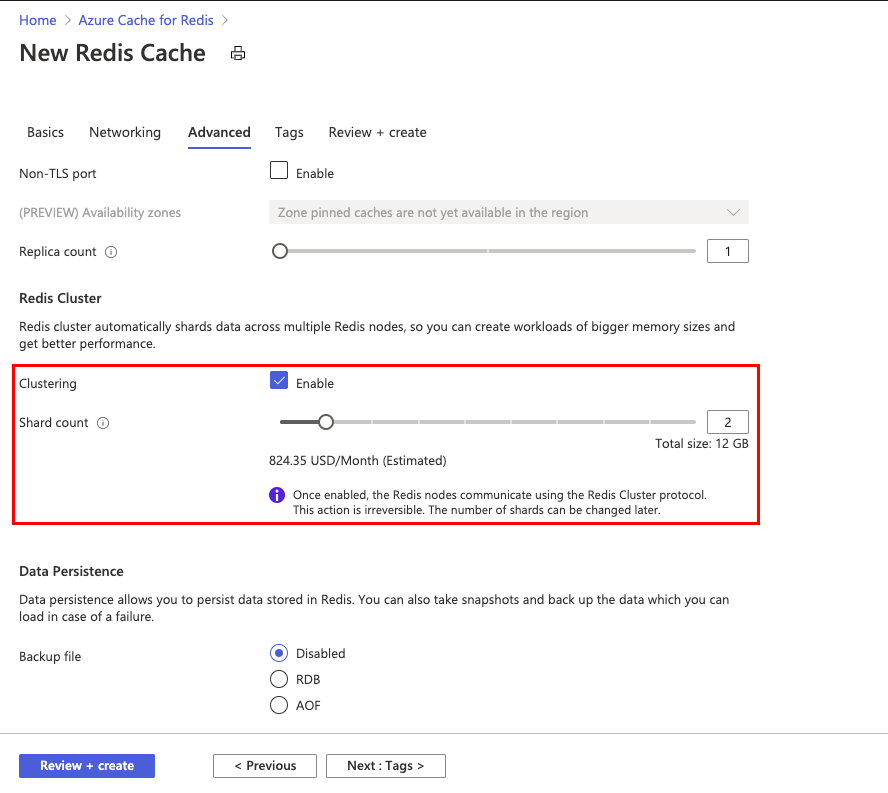 Home > Azure Cache for Redis >
New Redis Cache
Basics Networking Advanced Tags Review + create
Non-TLS port Enable
(PREVIEW) Availability zones Zone pinned caches are not yet available in the region
Replica count 1
Redis Cluster
Redis cluster automatically shards data across multiple Redis nodes, so you can create workloads of bigger memory sizes and
get better performance.
Clustering Enable
Shard count 2
Total size: 12 GB
824.35 USD/Month (Estimated)
Once enabled, the Redis nodes communicate using the Redis Cluster protocol.
This action is irreversible. The number of shards can be changed later.
Data Persistence
Data persistence allows you to persist data stored in Redis. You can also take snapshots and back up the data which you can
load in case of a failure.
Backup file Disabled
RDB
AOF
Review + create < Previous Next : Tags >